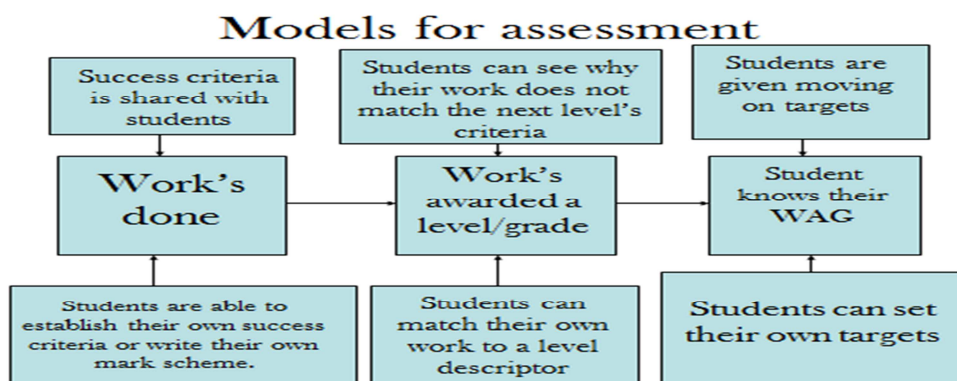 Models for assessment
Success criteria
is shared with
students
Students can see why
their work does not
match the next level's
criteria
Students are
given moving
on targets
Work's
done
Work's
awarded a
level/grade
Student
knows their
WAG
Students are able to
establish their own success
criteria or write their own
mark scheme.
Students can
match their own
work to a level
descriptor
Students can set
their own targets